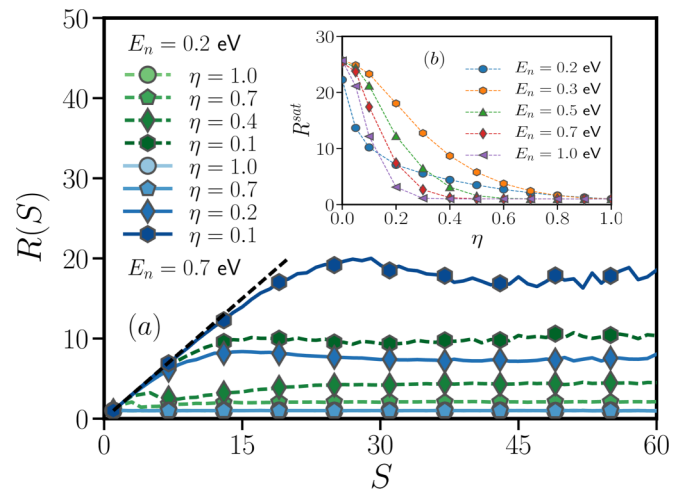 50
40
30
20
10
0
R(S)
0
15
30
45
60
S
E_n = 0.2 eV
η = 1.0
η = 0.7
η = 0.4
η = 0.1
η = 1.0
η = 0.7
η = 0.2
η = 0.1
E_n = 0.7 eV
(a)
30
20
10
0
R^{sat}
(b)
E_n = 0.2 eV
E_n = 0.3 eV
E_n = 0.5 eV
E_n = 0.7 eV
E_n = 1.0 eV
0.0
0.2
0.4
0.6
0.8
1.0
η